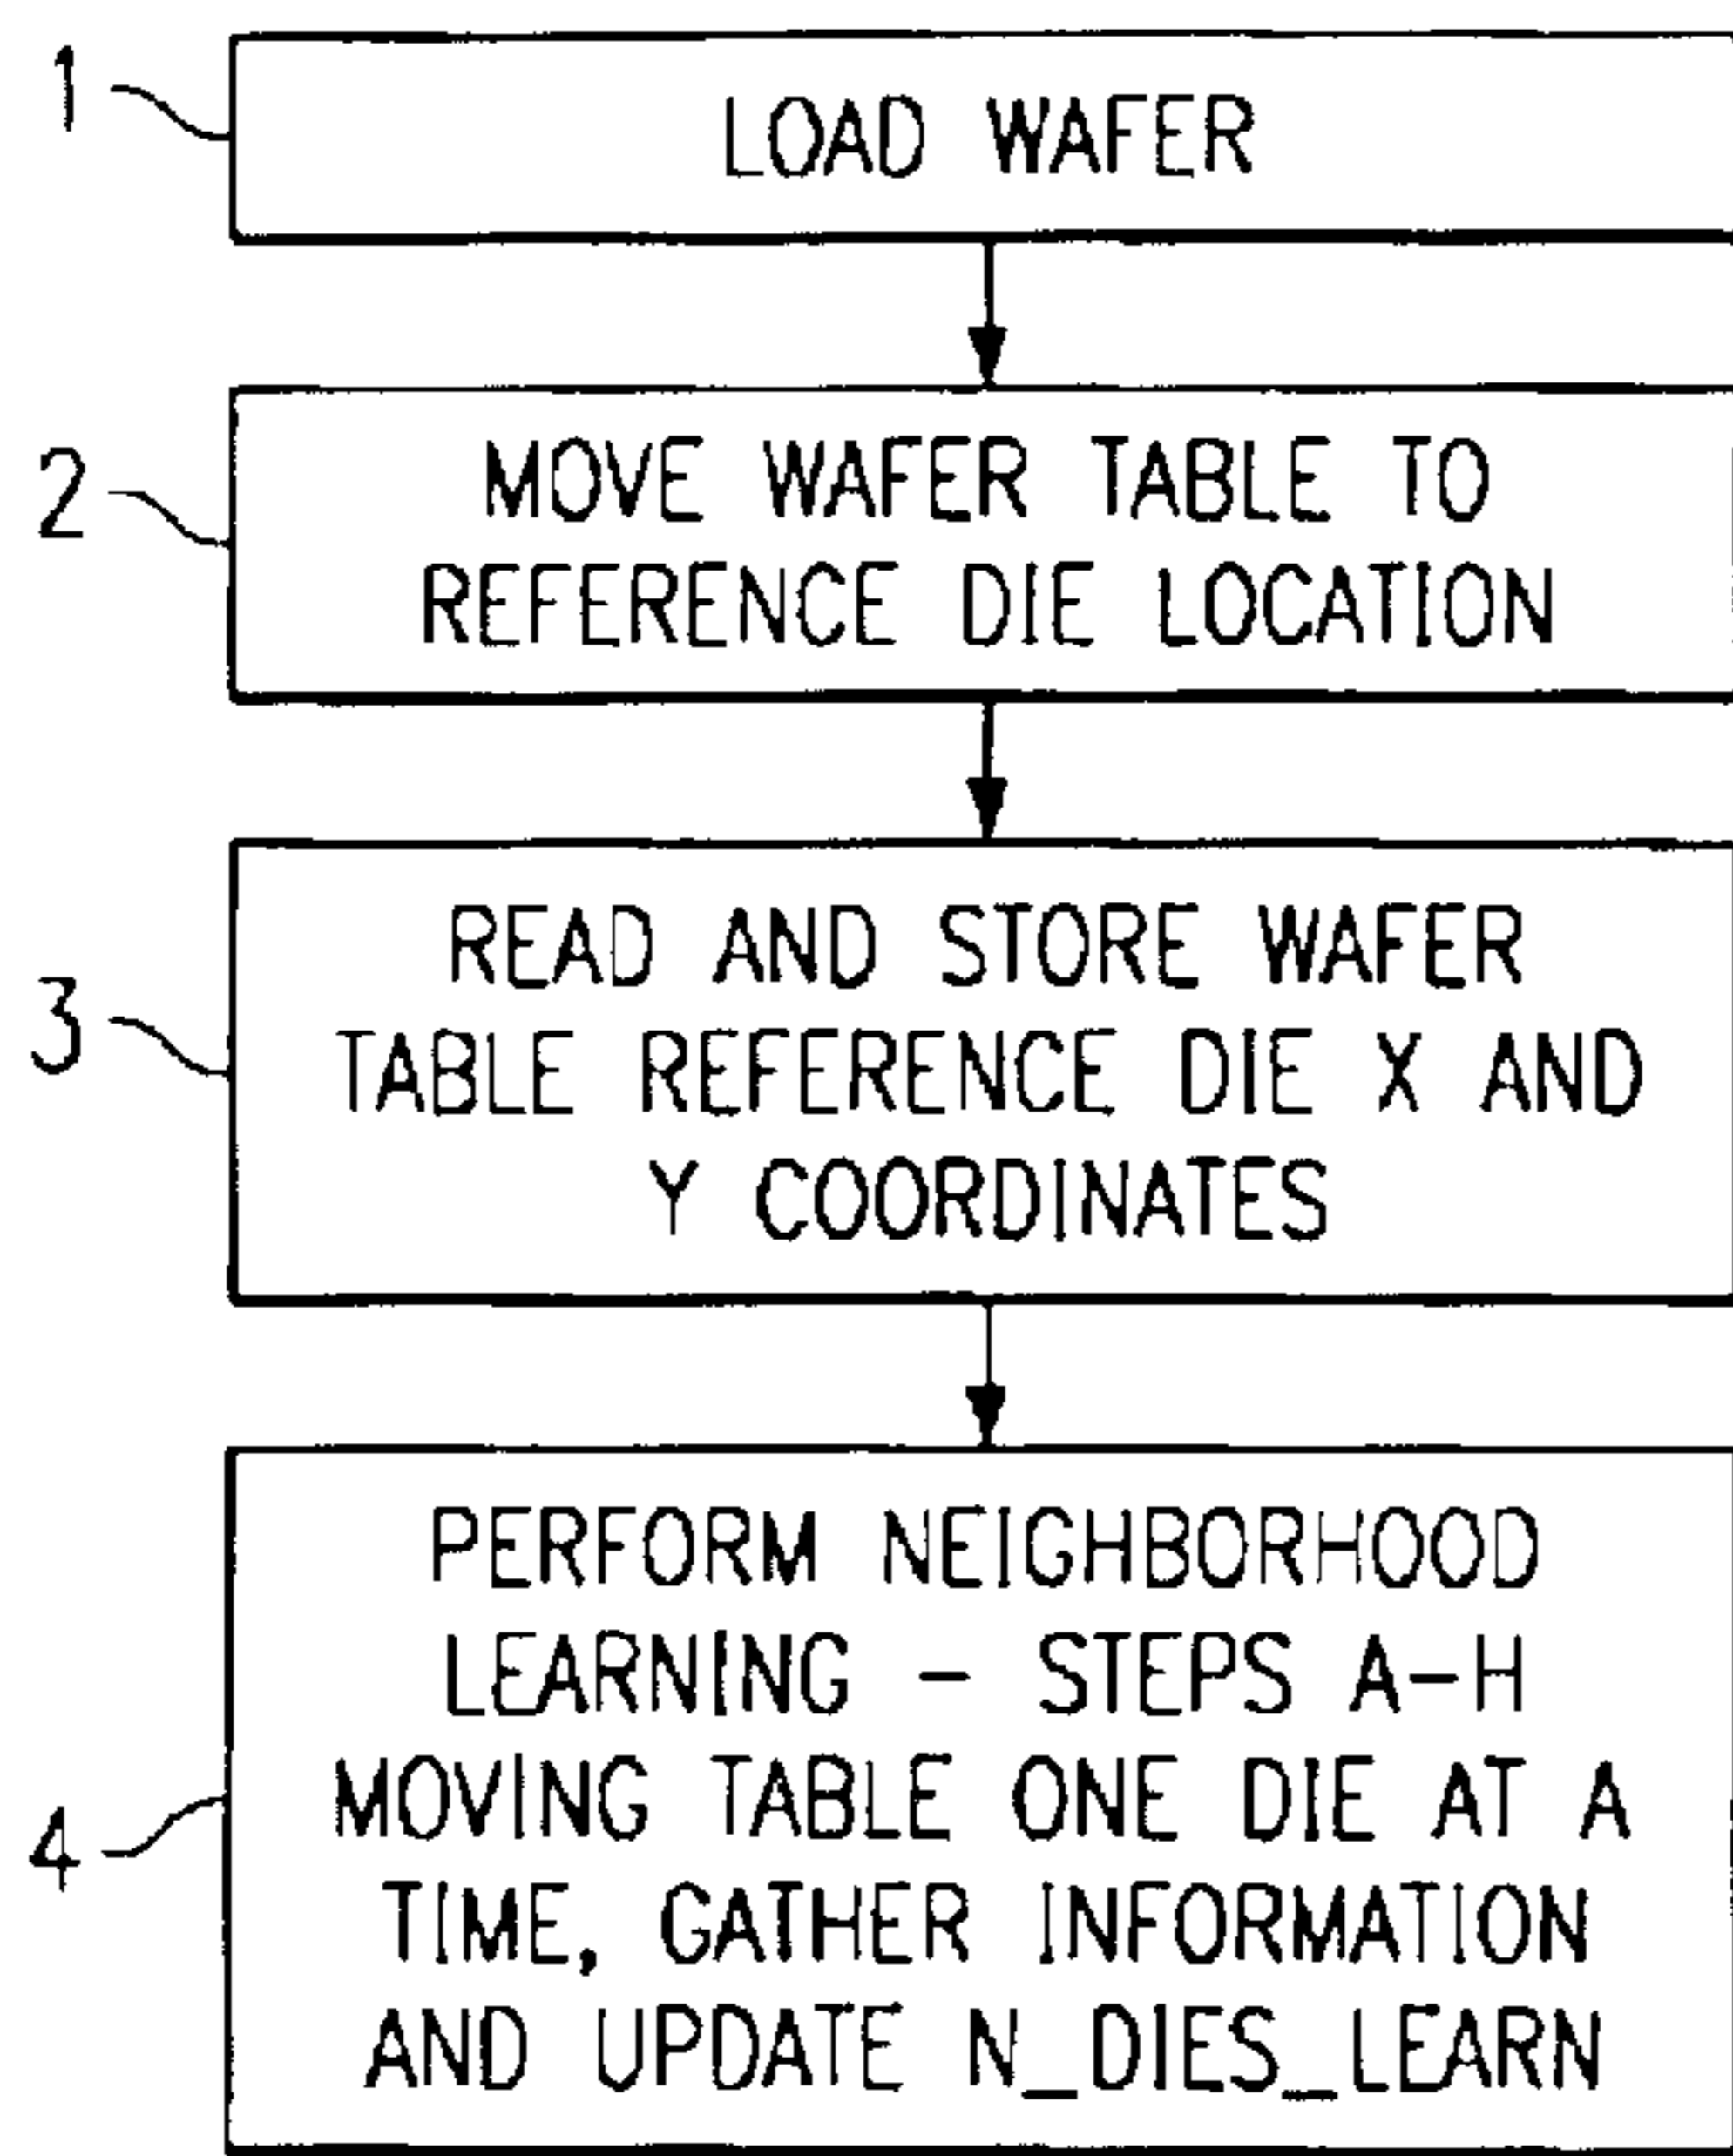 1
LOAD WAFER
2
MOVE WAFER TABLE TO
REFERENCE DIE LOCATION
3
READ AND STORE WAFER
TABLE REFERENCE DIE X AND
Y COORDINATES
4
PERFORM NEIGHBORHOOD
LEARNING - STEPS A-H
MOVING TABLE ONE DIE AT A
TIME, GATHER INFORMATION
AND UPDATE N_DIES_LEARN